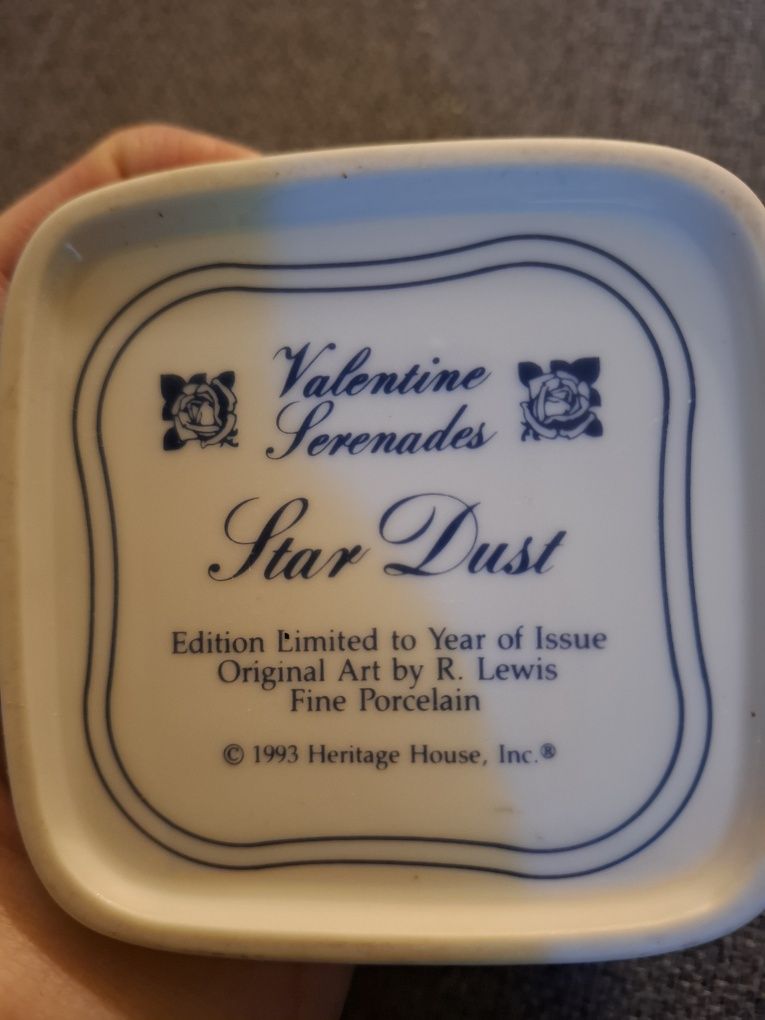 Valentine
Serenades
Star Dust
Edition Limited to Year of Issue
Original Art by R. Lewis
Fine Porcelain
© 1993 Heritage House, Inc.®